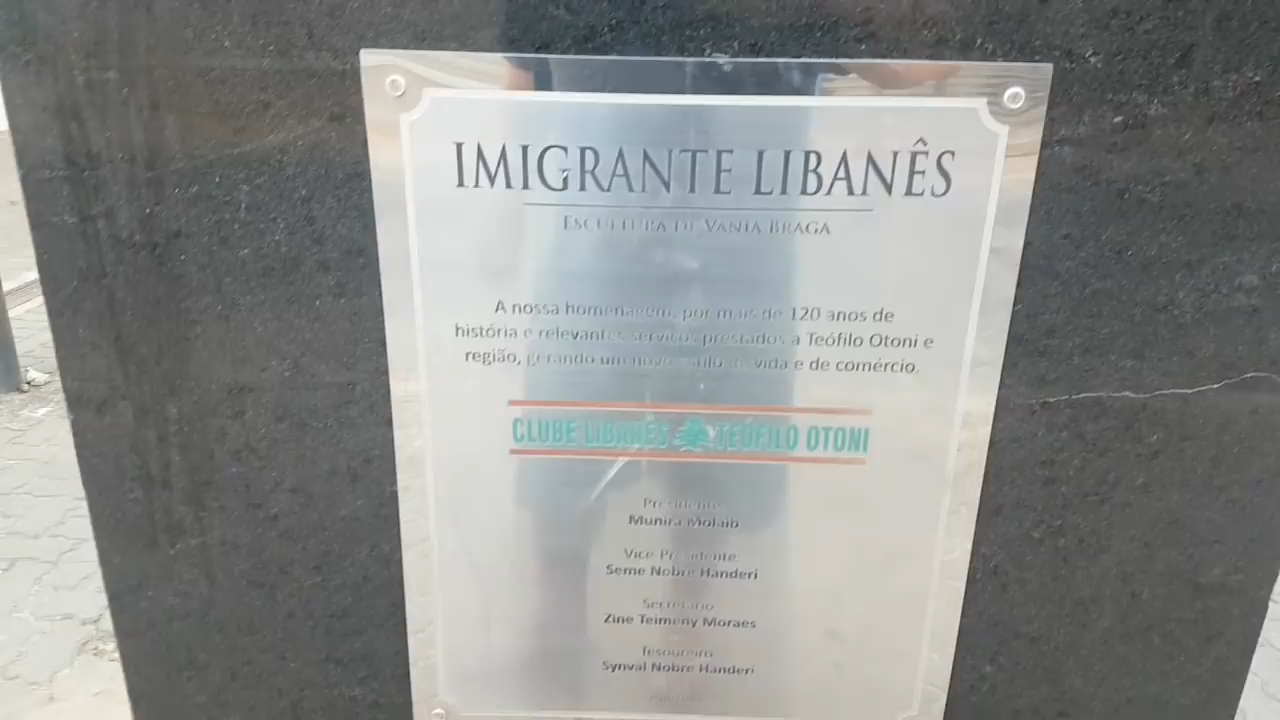 IMIGRANTE LIBANÊS
ESCULTURA DE VANIA BRAGA
A nossa homenagem, por mais de 120 anos de
história e relevantes serviços prestados a Teófilo Otoni e
região, gerando um novo estilo de vida e de comércio.
CLUBE LIBANÊS TEÓFILO OTONI
Presidente
Munira Molaib
Vice-Presidente
Seme Nobre Handeri
Secretário
Zine Teimeny Moraes
Tesoureiro
Synval Nobre Handeri